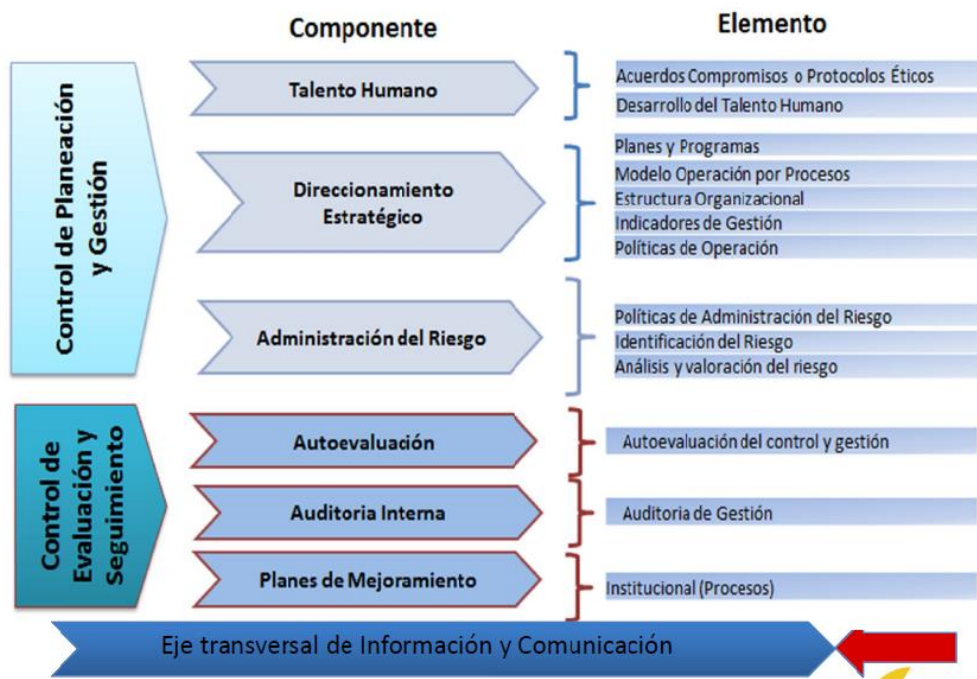 Componente
Elemento
Control de Planeación
y Gestión
Talento Humano
Acuerdos Compromisos o Protocolos Éticos
Desarrollo del Talento Humano
Direccionamiento
Estratégico
Planes y Programas
Modelo Operación por Procesos
Estructura Organizacional
Indicadores de Gestión
Políticas de Operación
Administración del Riesgo
Políticas de Administración del Riesgo
Identificación del Riesgo
Análisis y valoración del riesgo
Control de
Evaluación y
Seguimiento
Autoevaluación
Autoevaluación del control y gestión
Auditoria Interna
Auditoria de Gestión
Planes de Mejoramiento
Institucional (Procesos)
Eje transversal de Información y Comunicación